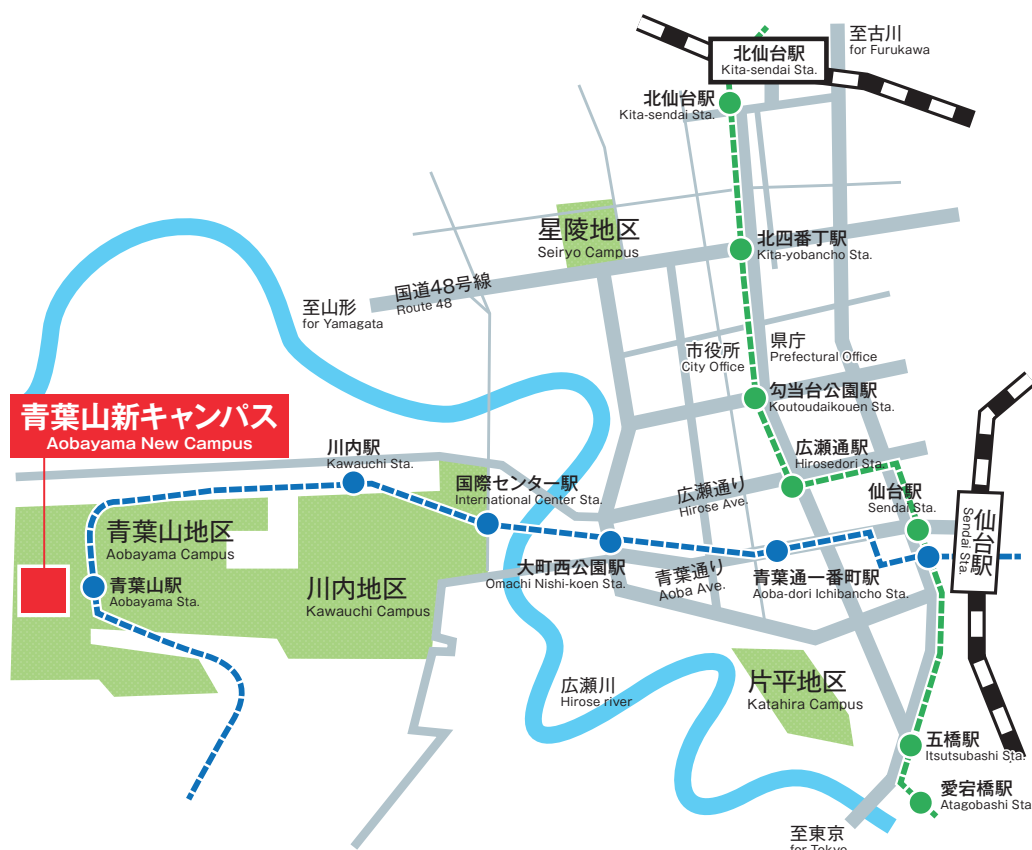 至古川
for Furukawa
北仙台駅
Kita-sendai Sta.
北仙台駅
Kita-sendai Sta.
星陵地区
Seiryo Campus
北四番丁駅
Kita-yobancho Sta.
国道48号線
Route 48
至山形
for Yamagata
市役所
City Office
県庁
Prefectural Office
青葉山新キャンパス
Aobayama New Campus
勾当台公園駅
Koutoudaikouen Sta.
川内駅
Kawauchi Sta.
広瀬通駅
Hirosedori Sta.
国際センター駅
International Center Sta.
広瀬通り
Hirose Ave.
仙台駅
Sendai Sta.
仙台駅
Sendai Sta.
青葉山地区
Aobayama Campus
大町西公園駅
Omachi Nishi-koen Sta.
青葉通り
Aoba Ave.
青葉通一番町駅
Aoba-dori Ichibancho Sta.
青葉山駅
Aobayama Sta.
川内地区
Kawauchi Campus
広瀬川
Hirose river
片平地区
Katahira Campus
五橋駅
Itsutsubashi Sta.
愛宕橋駅
Atagobashi Sta
至東京
for Tokyo